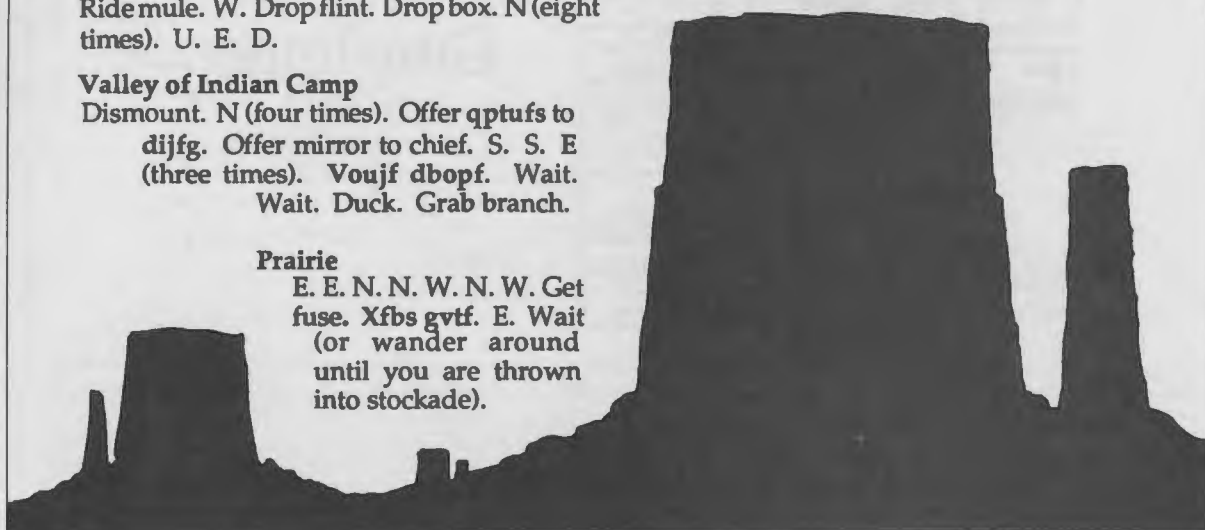 Ride mule. W. Drop flint. Drop box. N (eight
times). U. E. D.
Valley of Indian Camp
Dismount. N (four times). Offer qptufs to
dijfg. Offer mirror to chief. S. S. E
(three times). Voujf dbopf. Wait.
Wait. Duck. Grab branch.
Prairie
E. E. N. N. W. N. W. Get
fuse. Xfbs gvtf. E. Wait
(or wander around
until you are thrown
into stockade).